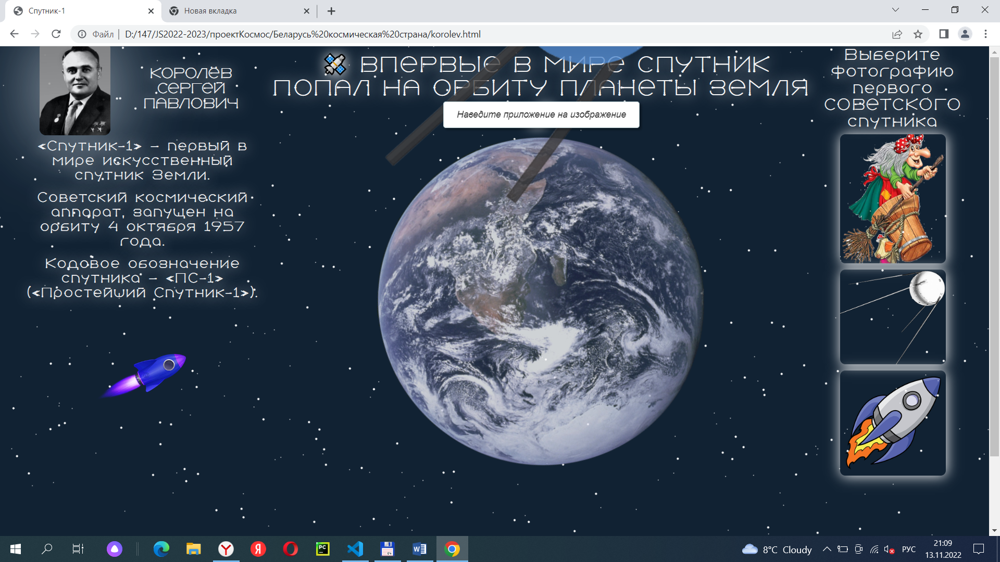 Спутник-1
Новая вкладка
Файл
D:/147/JS2022-2023/проектКосмос/Беларусь%20космическая%20страна/korolev.html
КОРОЛЁВ
СЕРГЕЙ
ПАВЛОВИЧ
«Спутник-1» – первый в
мире искусственный
спутник Земли.
Советский космический
аппарат, запущен на
орбиту 4 октября 1957
года.
Кодовое обозначение
спутника – «ПС-1»
(«Простейший Спутник-1»).
ВПЕРВЫЕ В МИРЕ СПУТНИК
ПОПАЛ НА ОРБИТУ ПЛАНЕТЫ ЗЕМЛЯ
Наведите приложение на изображение
Выберите
фотографию
первого
СОВЕТСКОГО
спутника
PC
64
8°C Cloudy
РУС
21:09
13.11.2022